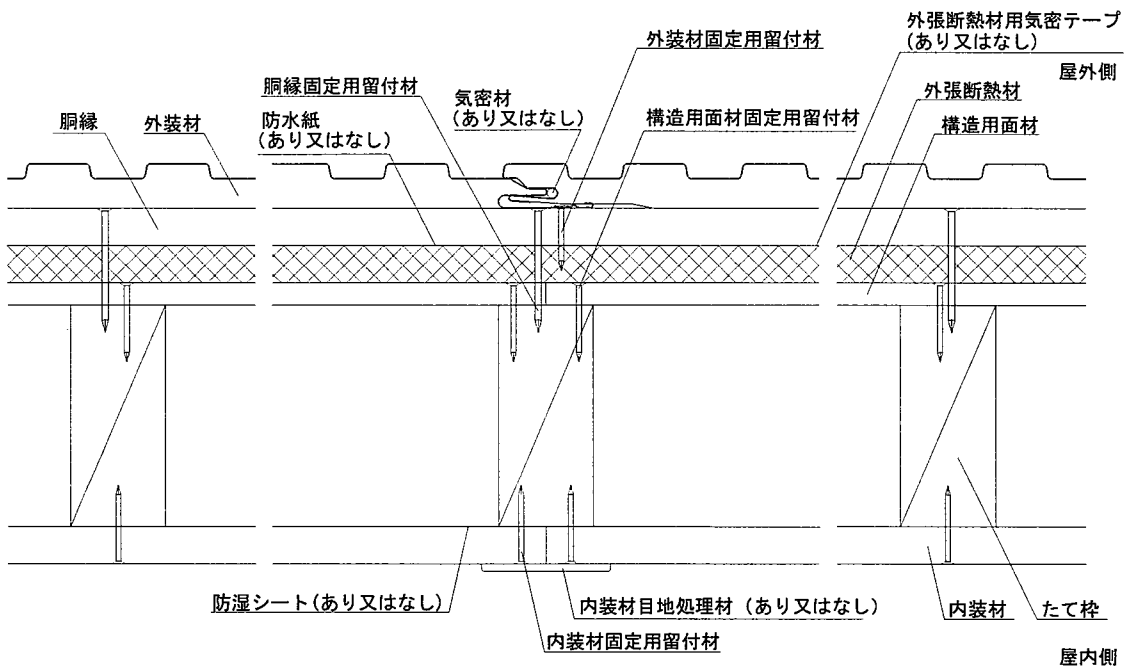 外張断熱材用気密テープ
(あり又はなし)
屋外側
外装材固定用留付材
胴縁固定用留付材
気密材
(あり又はなし)
外張断熱材
胴縁
外装材
防水紙
(あり又はなし)
構造用面材固定用留付材
構造用面材
防湿シート(あり又はなし)
内装材目地処理材 (あり又はなし)
内装材
たて枠
内装材固定用留付材
屋内側